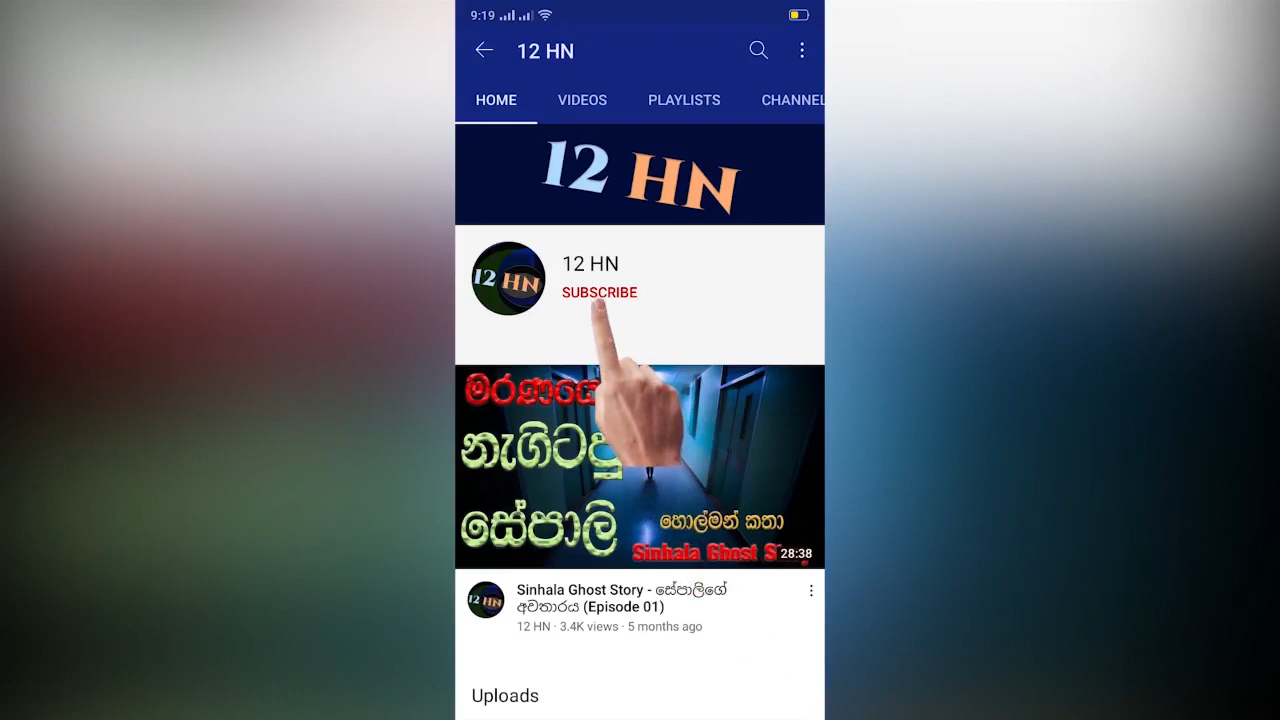 9:19
12 HN
HOME VIDEOS PLAYLISTS CHANNEL
12 HN
12 HN
12 HN
SUBSCRIBE
නැගිටපු
සේපාලි
හොල්මන් කතා
Sinhala Ghost
28:38
12 HN
Sinhala Ghost Story - සේපාලිගේ
අවතාරය (Episode 01)
12 HN · 3.4K views · 5 months ago
Uploads